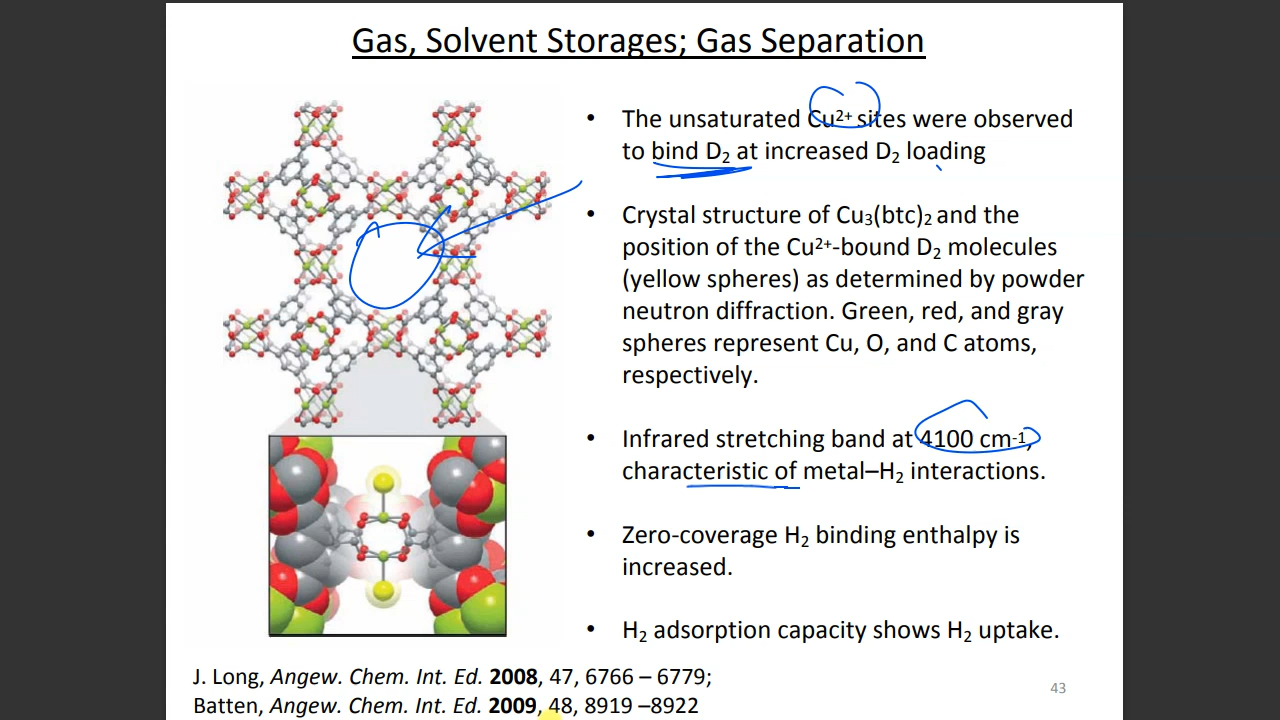 Gas, Solvent Storages; Gas Separation
• The unsaturated Cu²⁺ sites were observed
to bind D₂ at increased D₂ loading
• Crystal structure of Cu₃(btc)₂ and the
position of the Cu²⁺-bound D₂ molecules
(yellow spheres) as determined by powder
neutron diffraction. Green, red, and gray
spheres represent Cu, O, and C atoms,
respectively.
• Infrared stretching band at 4100 cm⁻¹,
characteristic of metal–H₂ interactions.
• Zero-coverage H₂ binding enthalpy is
increased.
• H₂ adsorption capacity shows H₂ uptake.
J. Long, Angew. Chem. Int. Ed. 2008, 47, 6766 – 6779;
Batten, Angew. Chem. Int. Ed. 2009, 48, 8919 –8922
43